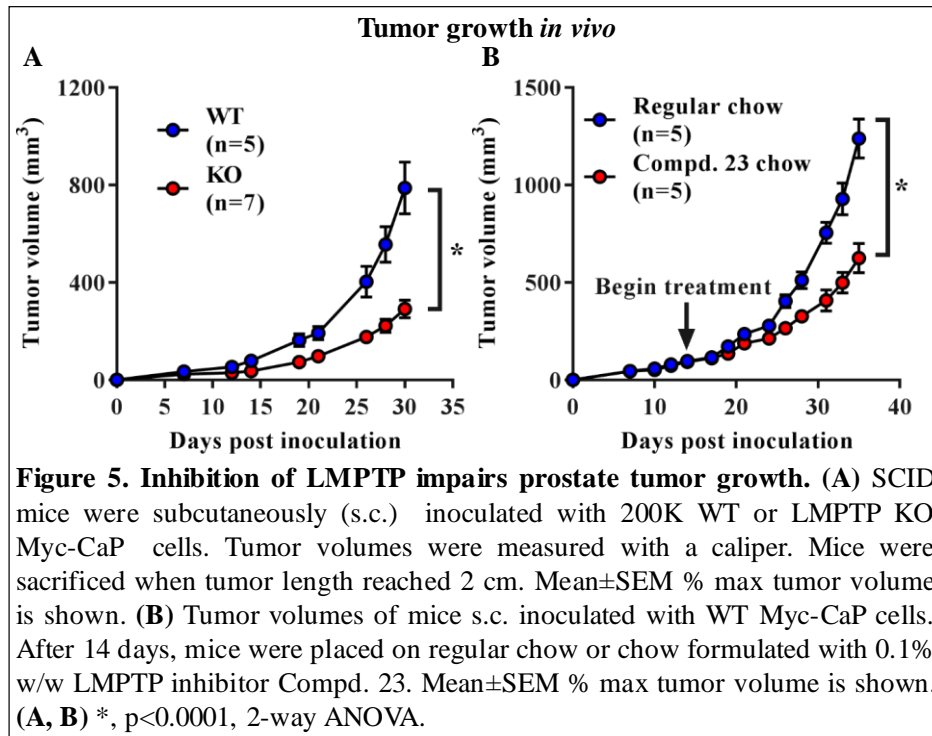 Tumor growth in vivo
A
B
Tumor volume (mm³)
1200
800
400
0
WT
(n=5)
KO
(n=7)
*
0 5 10 15 20 25 30 35
Days post inoculation
Tumor volume (mm³)
1500
1000
500
0
Regular chow
(n=5)
Compd. 23 chow
(n=5)
Begin treatment
*
0 10 20 30 40
Days post inoculation
Figure 5. Inhibition of LMPTP impairs prostate tumor growth. (A) SCID
mice were subcutaneously (s.c.) inoculated with 200K WT or LMPTP KO
Myc-CaP cells. Tumor volumes were measured with a caliper. Mice were
sacrificed when tumor length reached 2 cm. Mean±SEM % max tumor volume
is shown. (B) Tumor volumes of mice s.c. inoculated with WT Myc-CaP cells.
After 14 days, mice were placed on regular chow or chow formulated with 0.1%
w/w LMPTP inhibitor Compd. 23. Mean±SEM % max tumor volume is shown.
(A, B) *, p<0.0001, 2-way ANOVA.